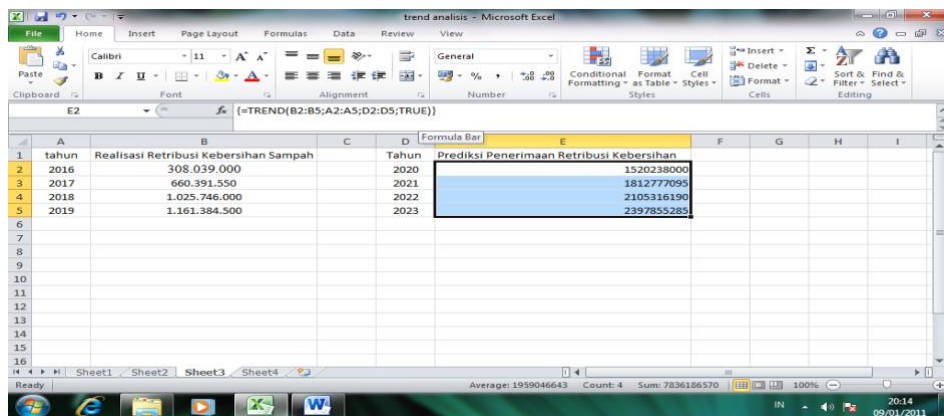 trend analisis - Microsoft Excel
File Home Insert Page Layout Formulas Data Review View
Paste
Calibri 11 A A
B I U A
General
% , .00 .00
Conditional Formatting Format as Table Cell Styles
Insert
Delete
Format
Σ
Sort & Filter Find & Select
Clipboard Font Alignment Number Styles Cells Editing
E2 fx {=TREND(B2:B5;A2:A5;D2:D5;TRUE)}
Formula Bar
A B C D E F G H I
1 tahun Realisasi Retribusi Kebersihan Sampah Tahun Prediksi Penerimaan Retribusi Kebersihan
2 2016 308.039.000 2020 1520238000
3 2017 660.391.550 2021 1812777095
4 2018 1.025.746.000 2022 2105316190
5 2019 1.161.384.500 2023 2397855285
6
7
8
9
10
11
12
13
14
15
16
Sheet1 Sheet2 Sheet3 Sheet4
Ready Average: 1959046643 Count: 4 Sum: 7836186570 100%
IN 20:14
09/01/2011